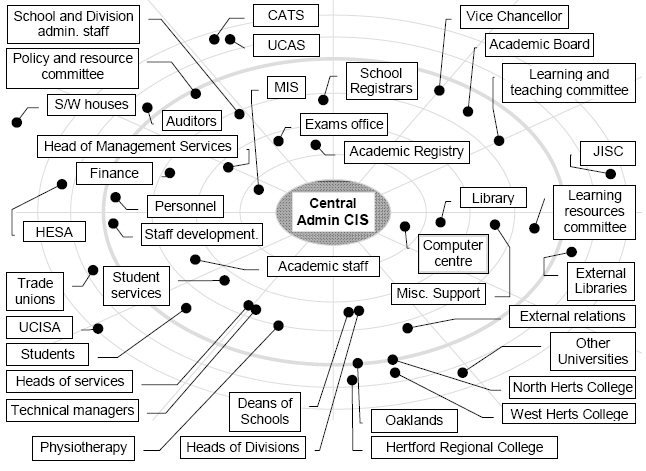 School and Division
admin. staff
CATS
Vice Chancellor
UCAS
Academic Board
Policy and resource
committee
MIS
School
Registrars
Learning and
teaching committee
S/W houses
Auditors
Exams office
Head of Management Services
Academic Registry
JISC
Finance
Personnel
Central
Admin CIS
Library
Learning
resources
committee
HESA
Staff development.
Computer
centre
Academic staff
Trade
unions
Student
services
Misc. Support
External
Libraries
UCISA
External relations
Students
Other
Universities
Heads of services
North Herts College
Technical managers
Deans of
Schools
Oaklands
West Herts College
Physiotherapy
Heads of Divisions
Hertford Regional College